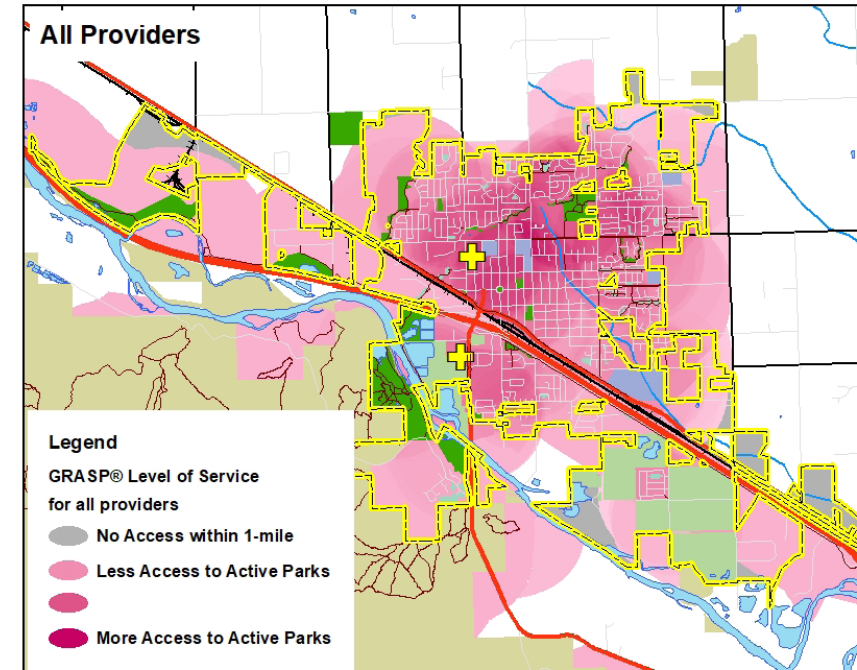 All Providers
Legend
GRASP® Level of Service
for all providers
No Access within 1-mile
Less Access to Active Parks
More Access to Active Parks